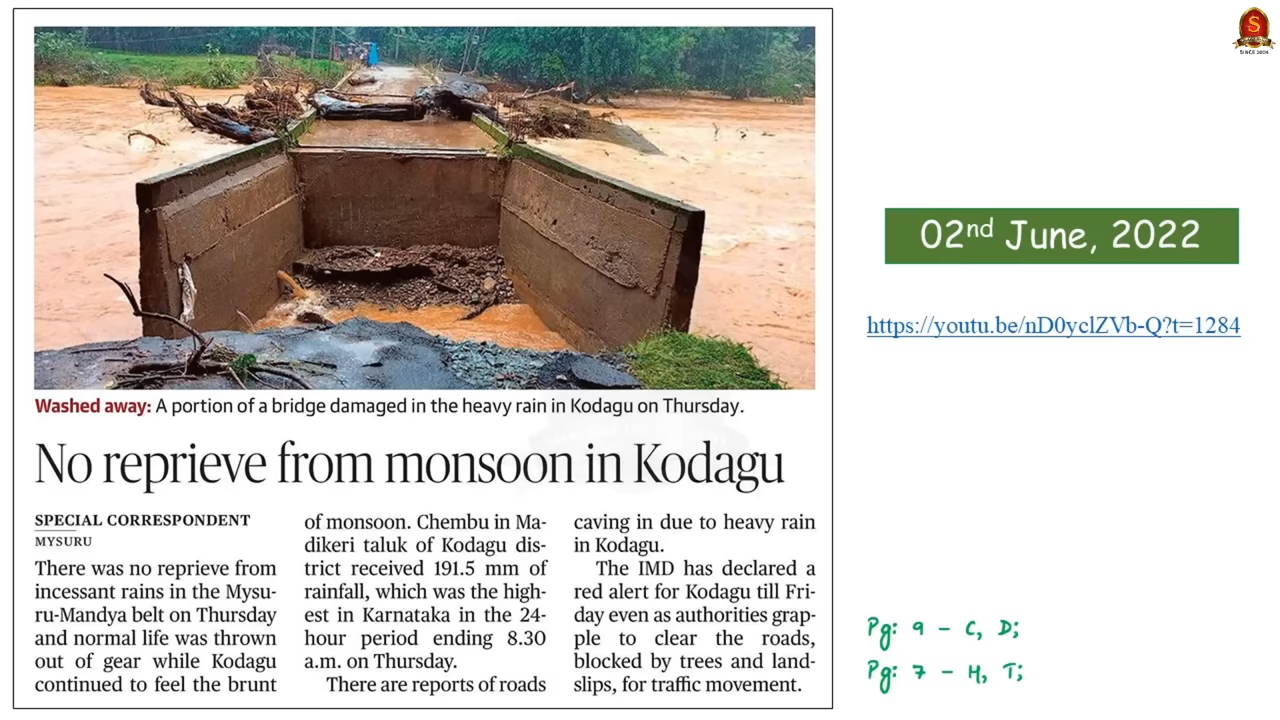 Washed away: A portion of a bridge damaged in the heavy rain in Kodagu on Thursday.
No reprieve from monsoon in Kodagu
SPECIAL CORRESPONDENT
MYSURU
There was no reprieve from
incessant rains in the Mysu-
ru-Mandya belt on Thursday
and normal life was thrown
out of gear while Kodagu
continued to feel the brunt
of monsoon. Chembu in Ma-
dikeri taluk of Kodagu dis-
trict received 191.5 mm of
rainfall, which was the high-
est in Karnataka in the 24-
hour period ending 8.30
a.m. on Thursday.
There are reports of roads
caving in due to heavy rain
in Kodagu.
The IMD has declared a
red alert for Kodagu till Fri-
day even as authorities grap-
ple to clear the roads,
blocked by trees and land-
slips, for traffic movement.
S
SINCE 2004
02nd June, 2022
https://youtu.be/nD0yclZVb-Q?t=1284
Pg: 9 - C, D;
Pg: 7 - H, T;